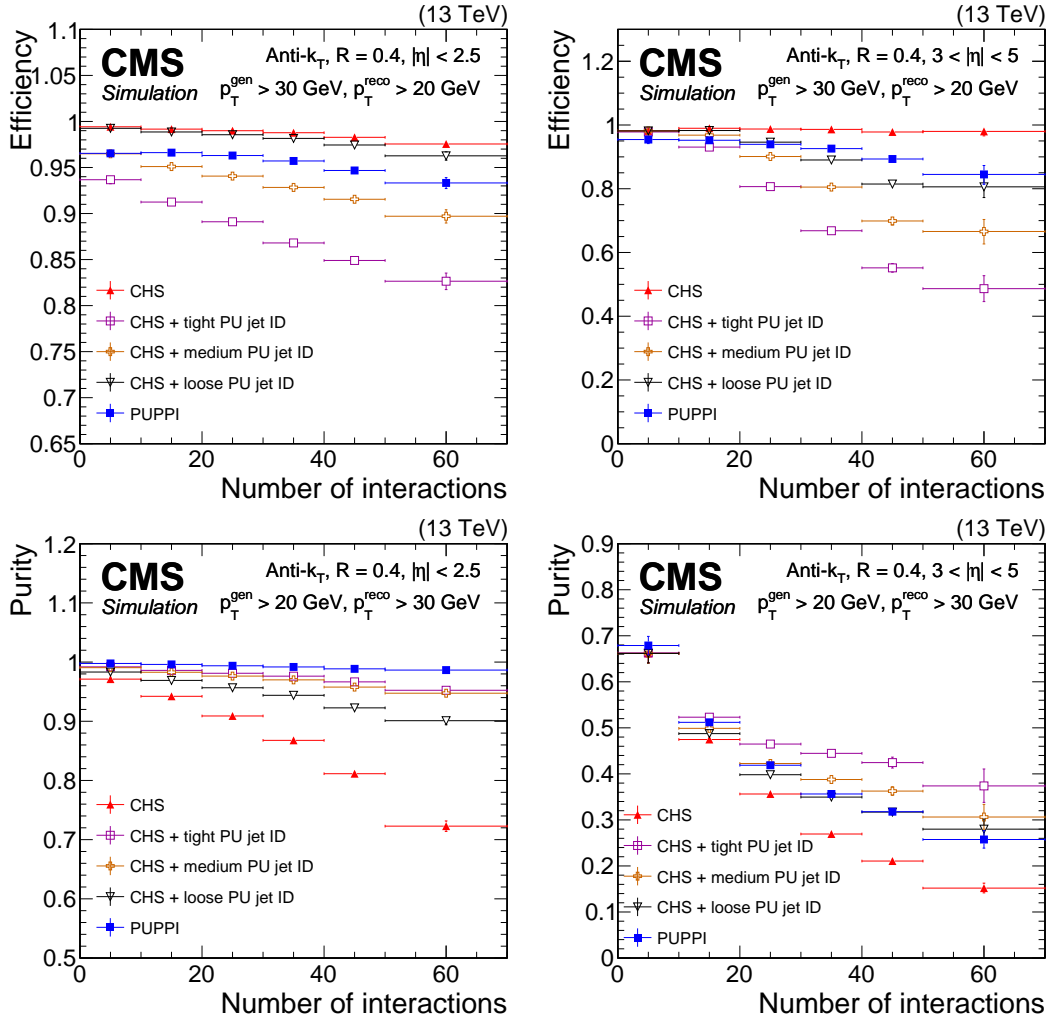 (13 TeV)
Efficiency
1.1
1.05
1
0.95
0.9
0.85
0.8
0.75
0.7
0.65
CMS
Simulation
Anti-k_T, R = 0.4, |η| < 2.5
p_T^gen > 30 GeV, p_T^reco > 20 GeV
CHS
CHS + tight PU jet ID
CHS + medium PU jet ID
CHS + loose PU jet ID
PUPPI
0 20 40 60
Number of interactions
(13 TeV)
Efficiency
1.2
1
0.8
0.6
0.4
0.2
0
CMS
Simulation
Anti-k_T, R = 0.4, 3 < |η| < 5
p_T^gen > 30 GeV, p_T^reco > 20 GeV
CHS
CHS + tight PU jet ID
CHS + medium PU jet ID
CHS + loose PU jet ID
PUPPI
0 20 40 60
Number of interactions
(13 TeV)
Purity
1.2
1.1
1
0.9
0.8
0.7
0.6
0.5
CMS
Simulation
Anti-k_T, R = 0.4, |η| < 2.5
p_T^gen > 20 GeV, p_T^reco > 30 GeV
CHS
CHS + tight PU jet ID
CHS + medium PU jet ID
CHS + loose PU jet ID
PUPPI
0 20 40 60
Number of interactions
(13 TeV)
Purity
0.9
0.8
0.7
0.6
0.5
0.4
0.3
0.2
0.1
0
CMS
Simulation
Anti-k_T, R = 0.4, 3 < |η| < 5
p_T^gen > 20 GeV, p_T^reco > 30 GeV
CHS
CHS + tight PU jet ID
CHS + medium PU jet ID
CHS + loose PU jet ID
PUPPI
0 20 40 60
Number of interactions